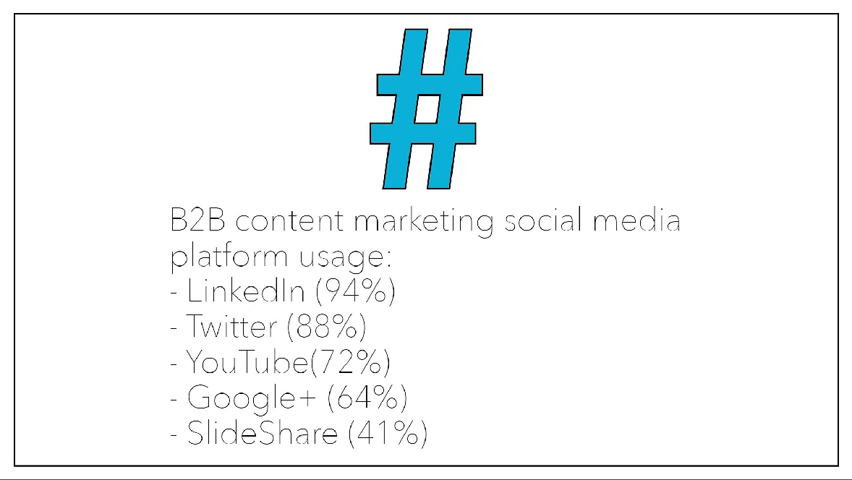 #
B2B content marketing social media
platform usage:
- LinkedIn (94%)
- Twitter (88%)
- YouTube(72%)
- Google+ (64%)
- SlideShare (41%)